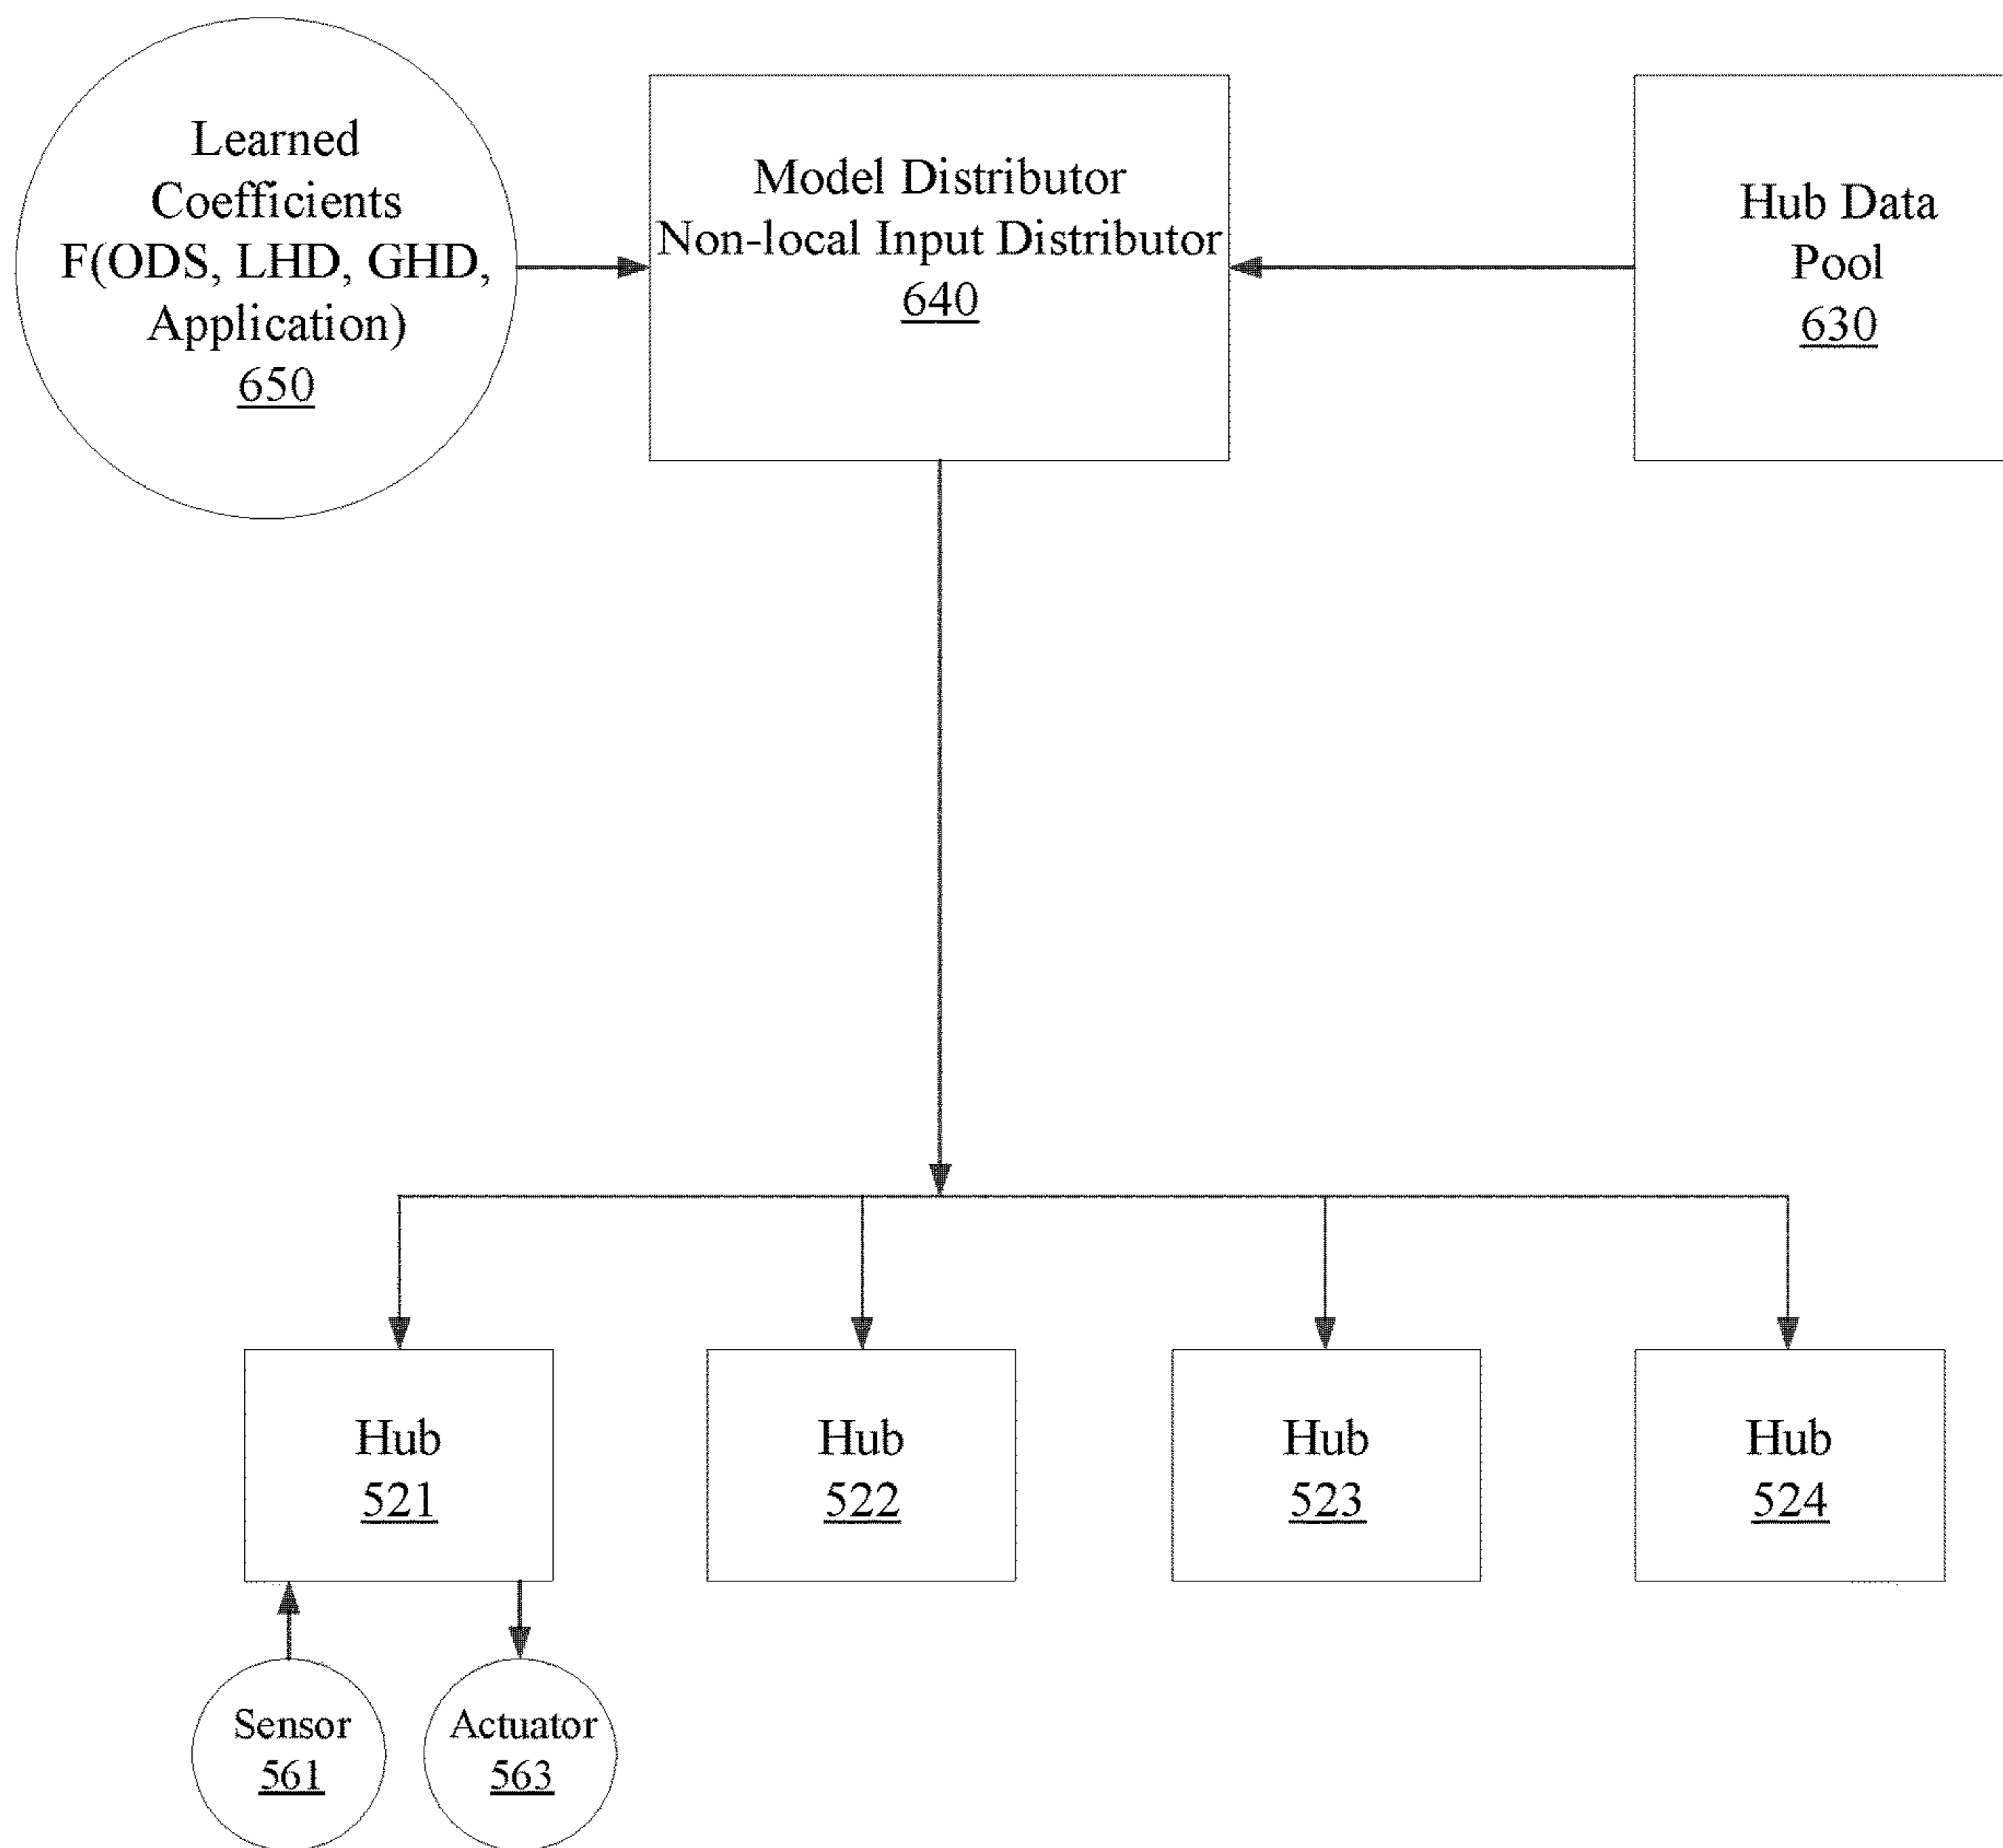 Learned
Coefficients
F(ODS, LHD, GHD,
Application)
650
Model Distributor
Non-local Input Distributor
640
Hub Data
Pool
630
Hub
521
Hub
522
Hub
523
Hub
524
Sensor
561
Actuator
563